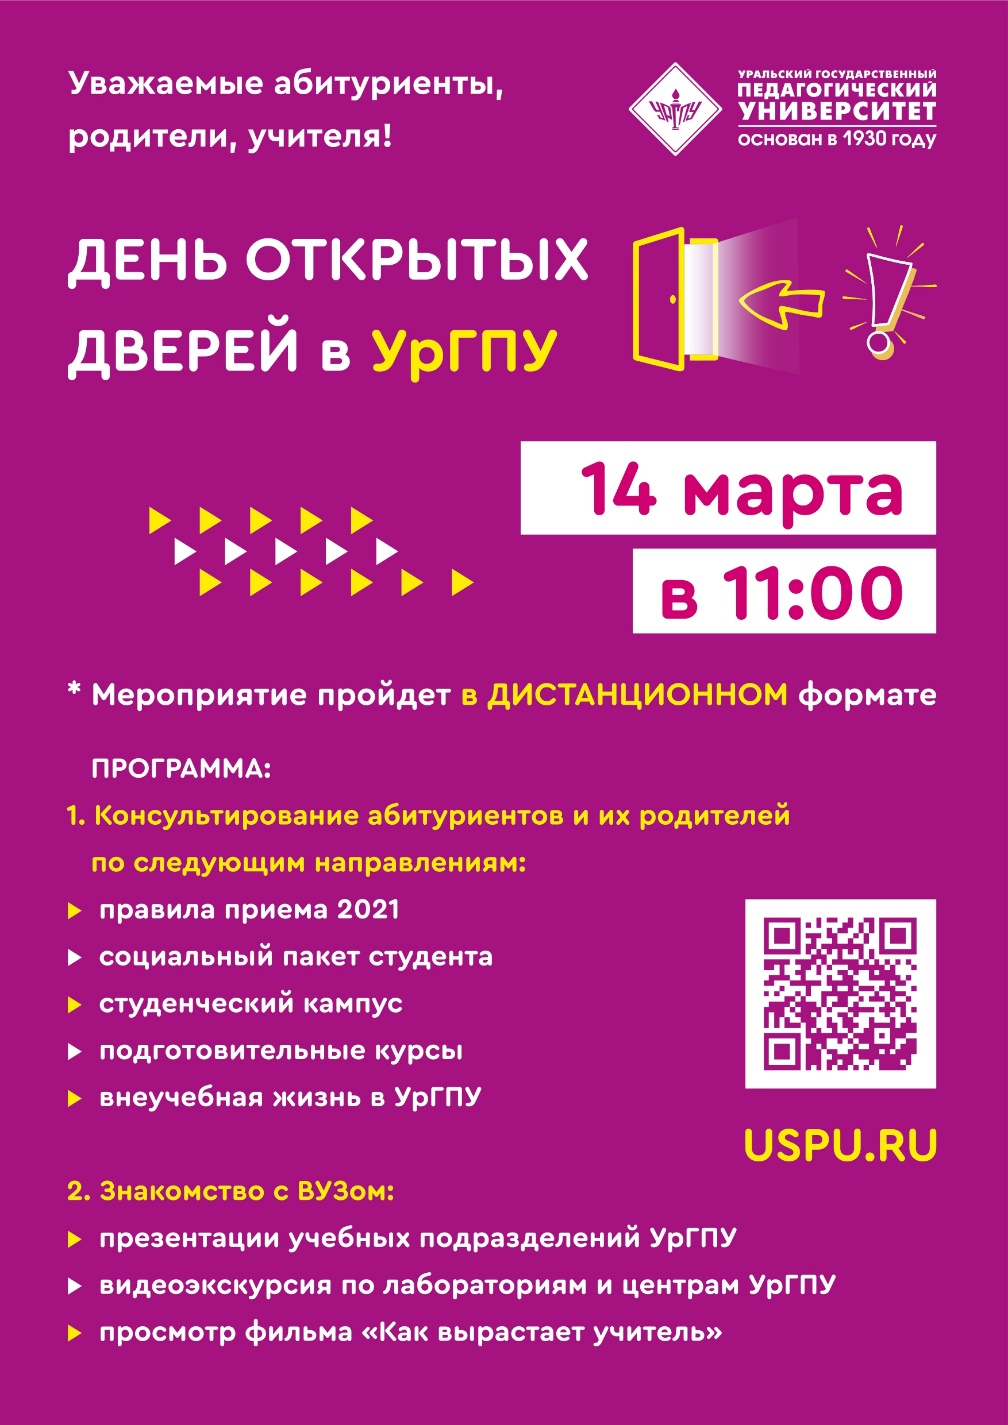 Уважаемые абитуриенты,
родители, учителя!
УРГПУ
УРАЛЬСКИЙ ГОСУДАРСТВЕННЫЙ
ПЕДАГОГИЧЕСКИЙ
УНИВЕРСИТЕТ
ОСНОВАН В 1930 ГОДУ
ДЕНЬ ОТКРЫТЫХ
ДВЕРЕЙ в УрГПУ
14 марта
в 11:00
* Мероприятие пройдет в ДИСТАНЦИОННОМ формате
ПРОГРАММА:
1. Консультирование абитуриентов и их родителей
по следующим направлениям:
правила приема 2021
социальный пакет студента
студенческий кампус
подготовительные курсы
внеучебная жизнь в УрГПУ
USPU.RU
2. Знакомство с ВУЗом:
презентации учебных подразделений УрГПУ
видеоэкскурсия по лабораториям и центрам УрГПУ
просмотр фильма «Как вырастает учитель»